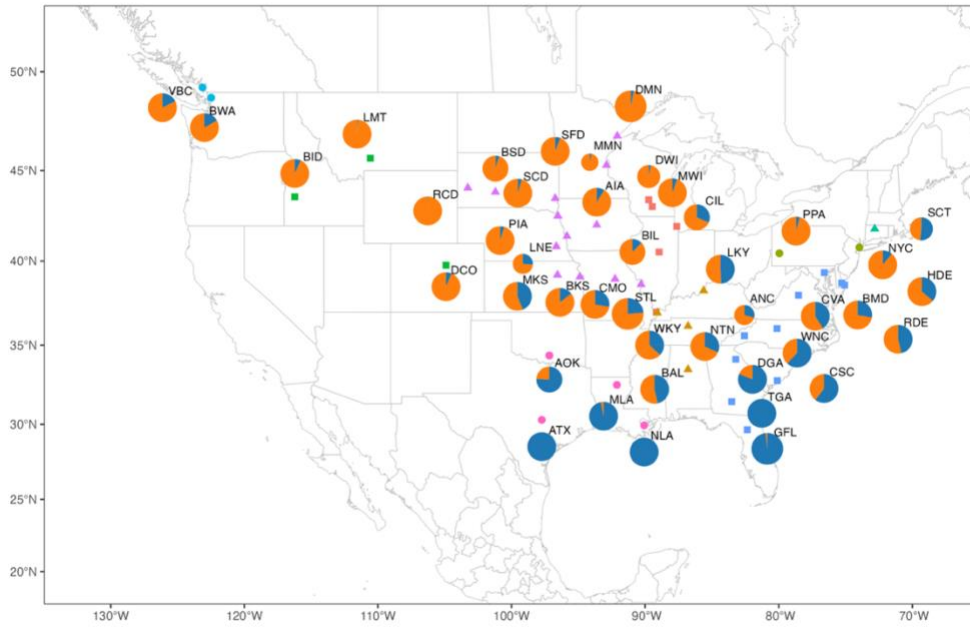 50°N
45°N
40°N
35°N
30°N
25°N
20°N
VBC
BWA
BID
LMT
RCD
BSD
SCD
SFD
MMN
DMN
DWI
MWI
AIA
CIL
PIA
LNE
BIL
PPA
SCT
NYC
DCO
MKS
BKS
CMO
STL
LKY
ANC
CVA
BMD
HDE
RDE
WKY
NTN
WNC
AOK
BAL
DGA
CSC
TGA
MLA
ATX
NLA
GFL
130°W
120°W
110°W
100°W
90°W
80°W
70°W